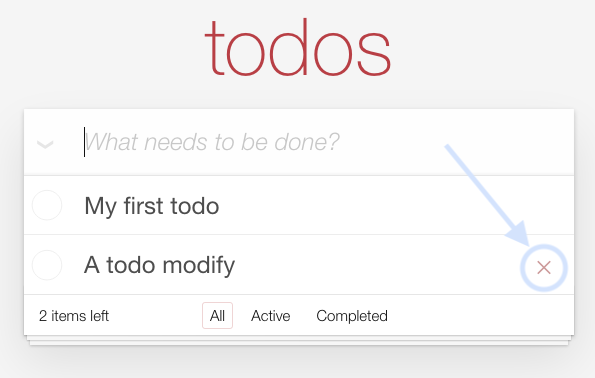 todos
What needs to be done?
My first todo
A todo modify
2 items left All Active Completed